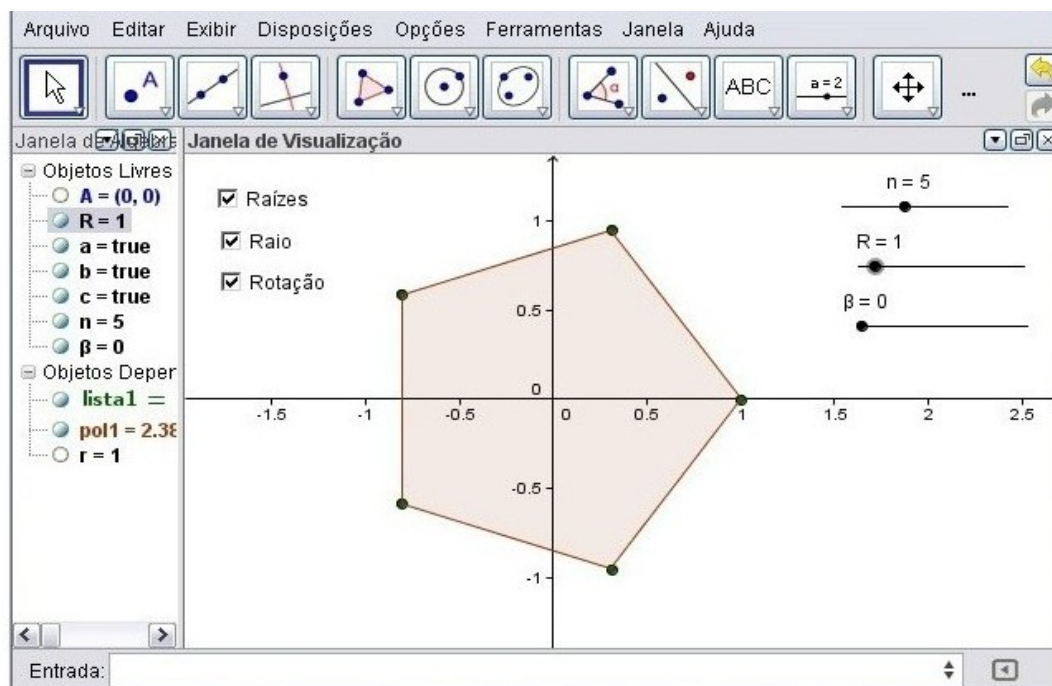 Arquivo Editar Exibir Disposições Opções Ferramentas Janela Ajuda
A α ABC a=2 ...
Janela de Visualização
Janela de
Objetos Livres
A = (0, 0)
R = 1
a = true
b = true
c = true
n = 5
β = 0
Objetos Depen
lista1 =
pol1 = 2.38
r = 1
Raízes
Raio
Rotação
n = 5
R = 1
β = 0
1
0.5
0
-1.5 -1 -0.5 0 0.5 1 1.5 2 2.5
-0.5
-1
Entrada: